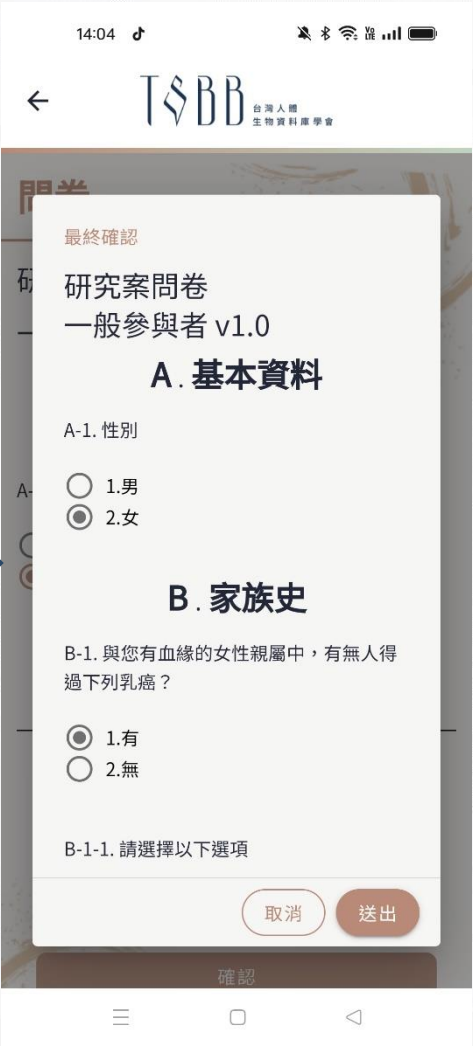 14:04
TSBB 台灣人體
生物資料庫學會
問卷
最終確認
研究案問卷
一般參與者 v1.0
A . 基本資料
A-1. 性別
1.男
2.女
B . 家族史
B-1. 與您有血緣的女性親屬中，有無人得
過下列乳癌？
1.有
2.無
B-1-1. 請選擇以下選項
取消
送出
確認